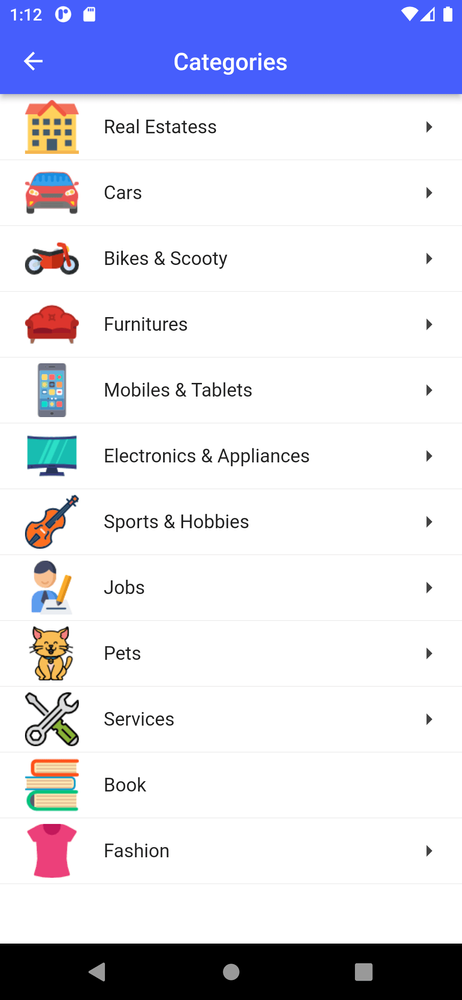 1:12
Categories
Real Estatess
Cars
Bikes & Scooty
Furnitures
Mobiles & Tablets
Electronics & Appliances
Sports & Hobbies
Jobs
Pets
Services
Book
Fashion